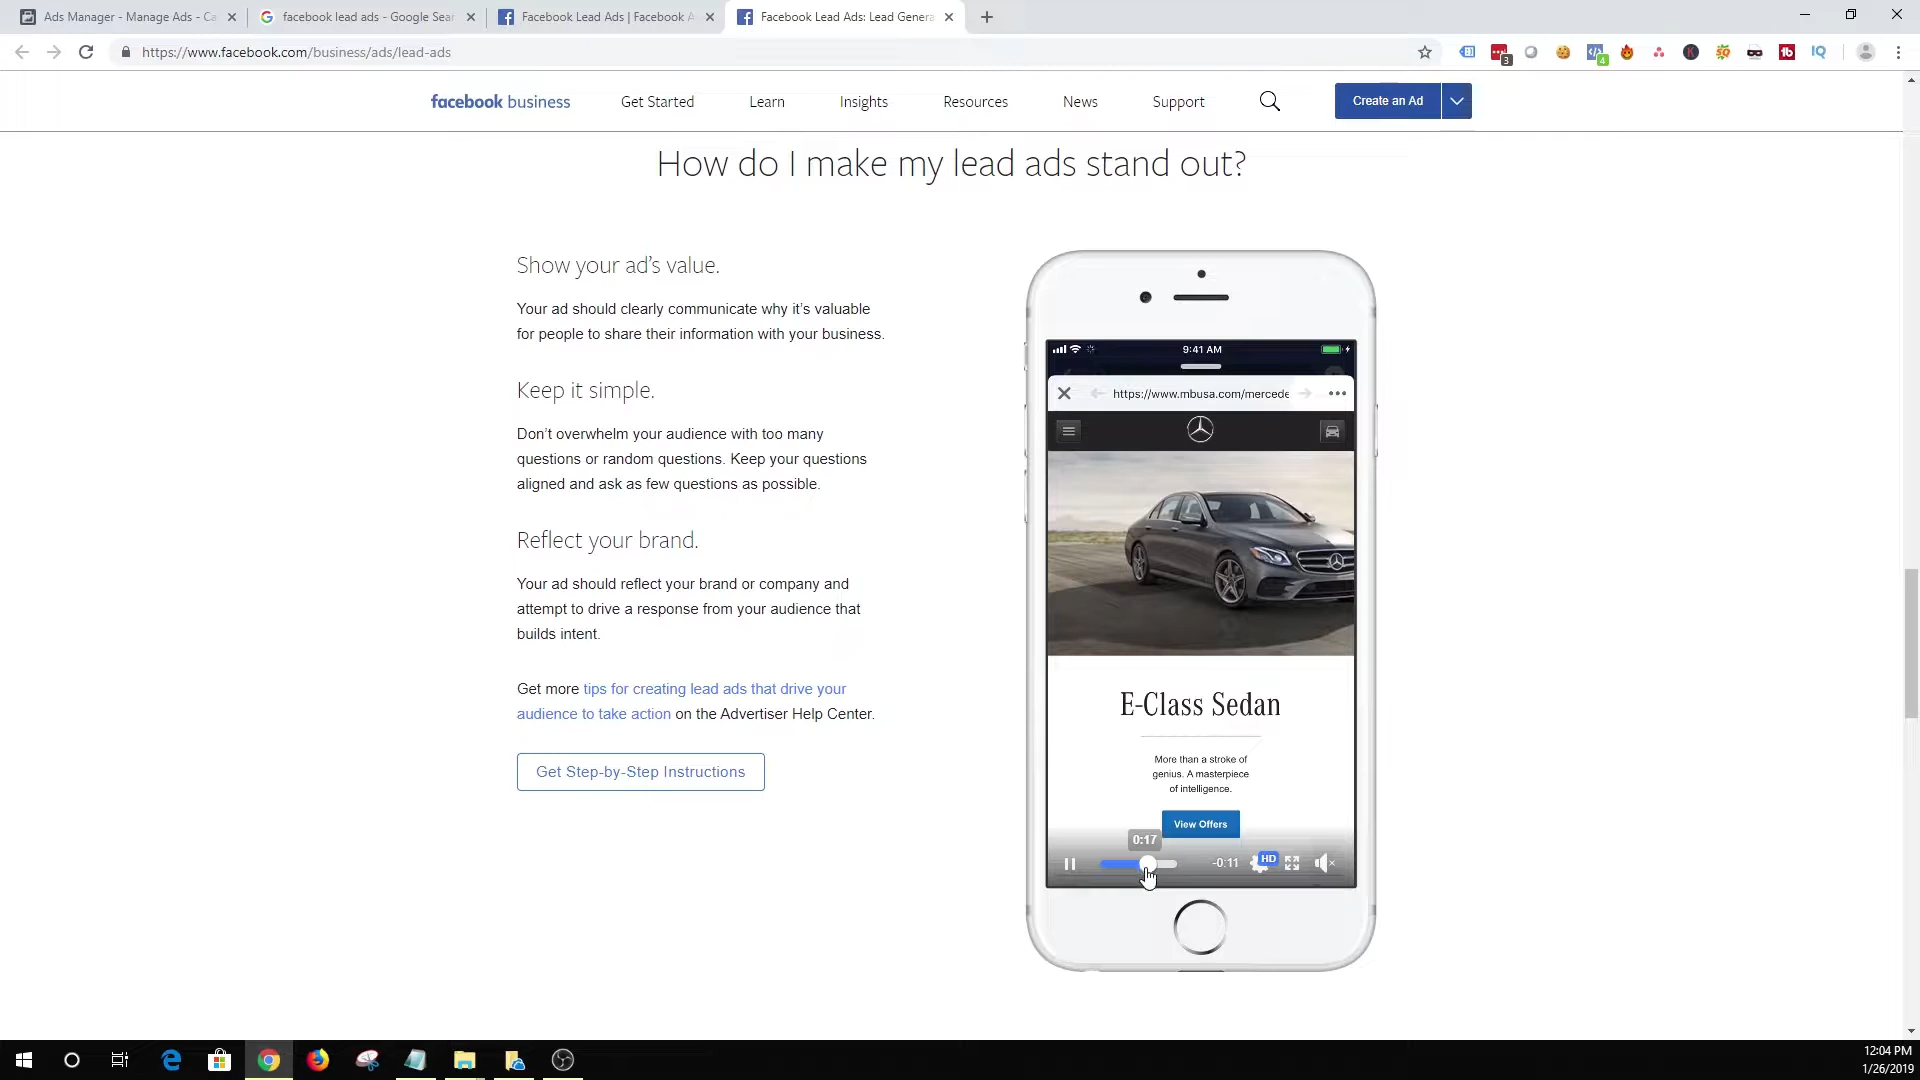 Ads Manager - Manage Ads - Ca
facebook lead ads - Google Sear
Facebook Lead Ads | Facebook A
Facebook Lead Ads: Lead Genera
https://www.facebook.com/business/ads/lead-ads
3
4
IQ
facebook business
Get Started
Learn
Insights
Resources
News
Support
Create an Ad
How do I make my lead ads stand out?
Show your ad’s value.
Your ad should clearly communicate why it’s valuable
for people to share their information with your business.
Keep it simple.
Don’t overwhelm your audience with too many
questions or random questions. Keep your questions
aligned and ask as few questions as possible.
Reflect your brand.
Your ad should reflect your brand or company and
attempt to drive a response from your audience that
builds intent.
Get more tips for creating lead ads that drive your
audience to take action on the Advertiser Help Center.
Get Step-by-Step Instructions
9:41 AM
https://www.mbusa.com/mercede
E-Class Sedan
More than a stroke of
genius. A masterpiece
of intelligence.
View Offers
0:17
-0:11
HD
12:04 PM
1/26/2019